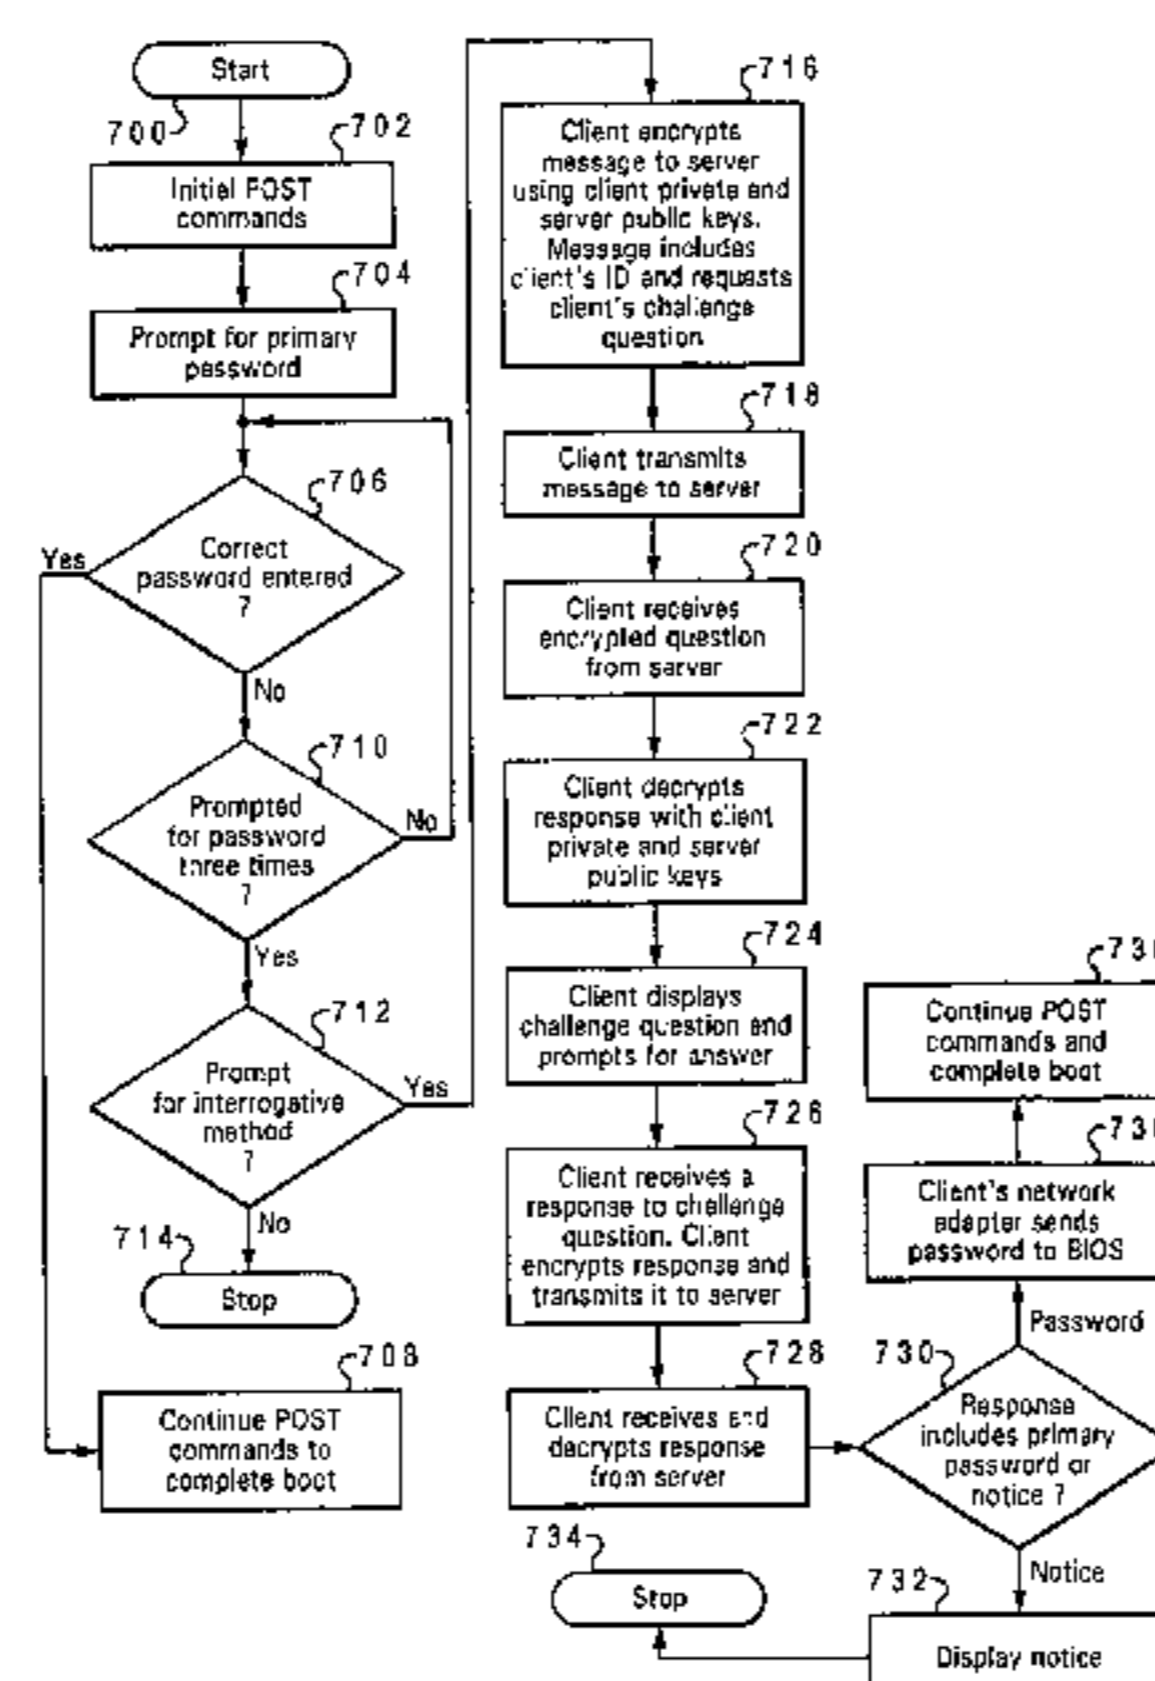 Start
700
702
Initial POST
commands
704
Prompt for primary
password
706
Correct
password entered
?
Yes
No
710
Prompted
for password
three times
?
No
Yes
712
Prompt
for interrogative
method
?
Yes
No
714
Stop
708
Continue POST
commands to
complete boot
716
Client encrypts
message to server
using client private and
server public keys.
Message includes
client's ID and requests
client's challenge
question
718
Client transmits
message to server
720
Client receives
encrypted question
from server
722
Client decrypts
response with client
private and server
public keys
724
Client displays
challenge question and
prompts for answer
726
Client receives a
response to challenge
question. Client
encrypts response and
transmits it to server
728
Client receives and
decrypts response
from server
730
Response
includes primary
password or
notice ?
Password
Client's network
adapter sends
password to BIOS
Continue POST
commands and
complete boot
Notice
732
Display notice
734
Stop